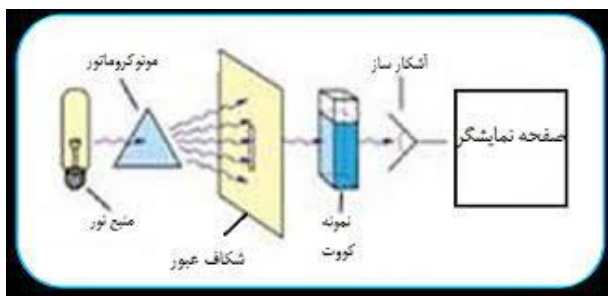 مونوکروماتور
آشکار ساز
صفحه نمایشگر
منبع نور
شکاف عبور
نمونه
کووت